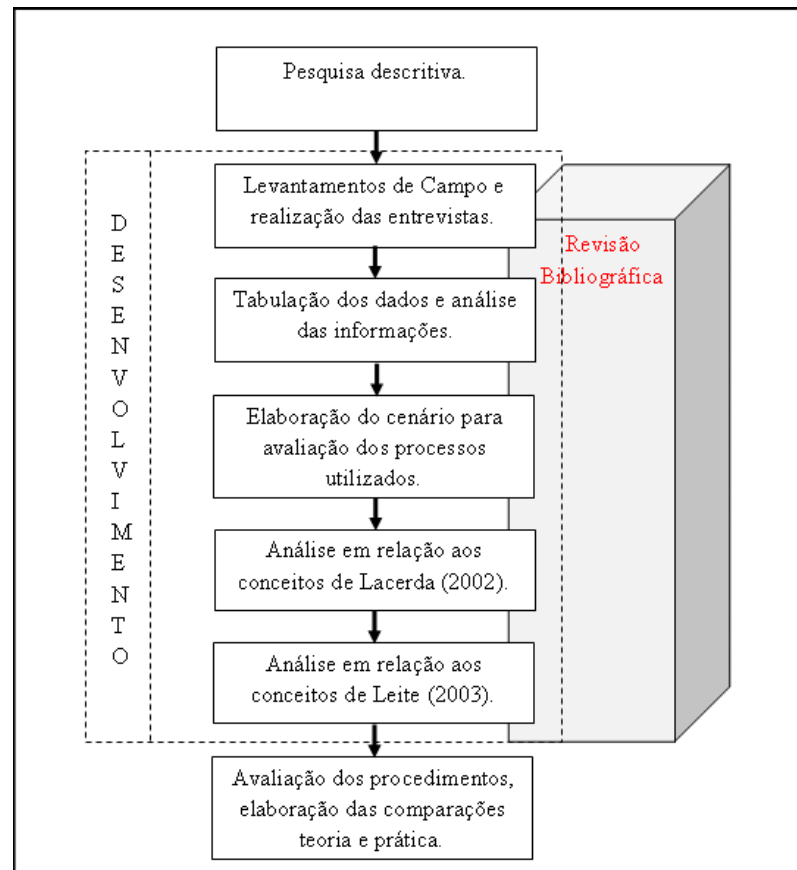 Pesquisa descritiva.
DESENVOLVIMENTO
Levantamentos de Campo e
realização das entrevistas.
Revisão
Bibliográfica
Tabulação dos dados e análise
das informações.
Elaboração do cenário para
avaliação dos processos
utilizados.
Análise em relação aos
conceitos de Lacerda (2002).
Análise em relação aos
conceitos de Leite (2003).
Avaliação dos procedimentos,
elaboração das comparações
teoria e prática.